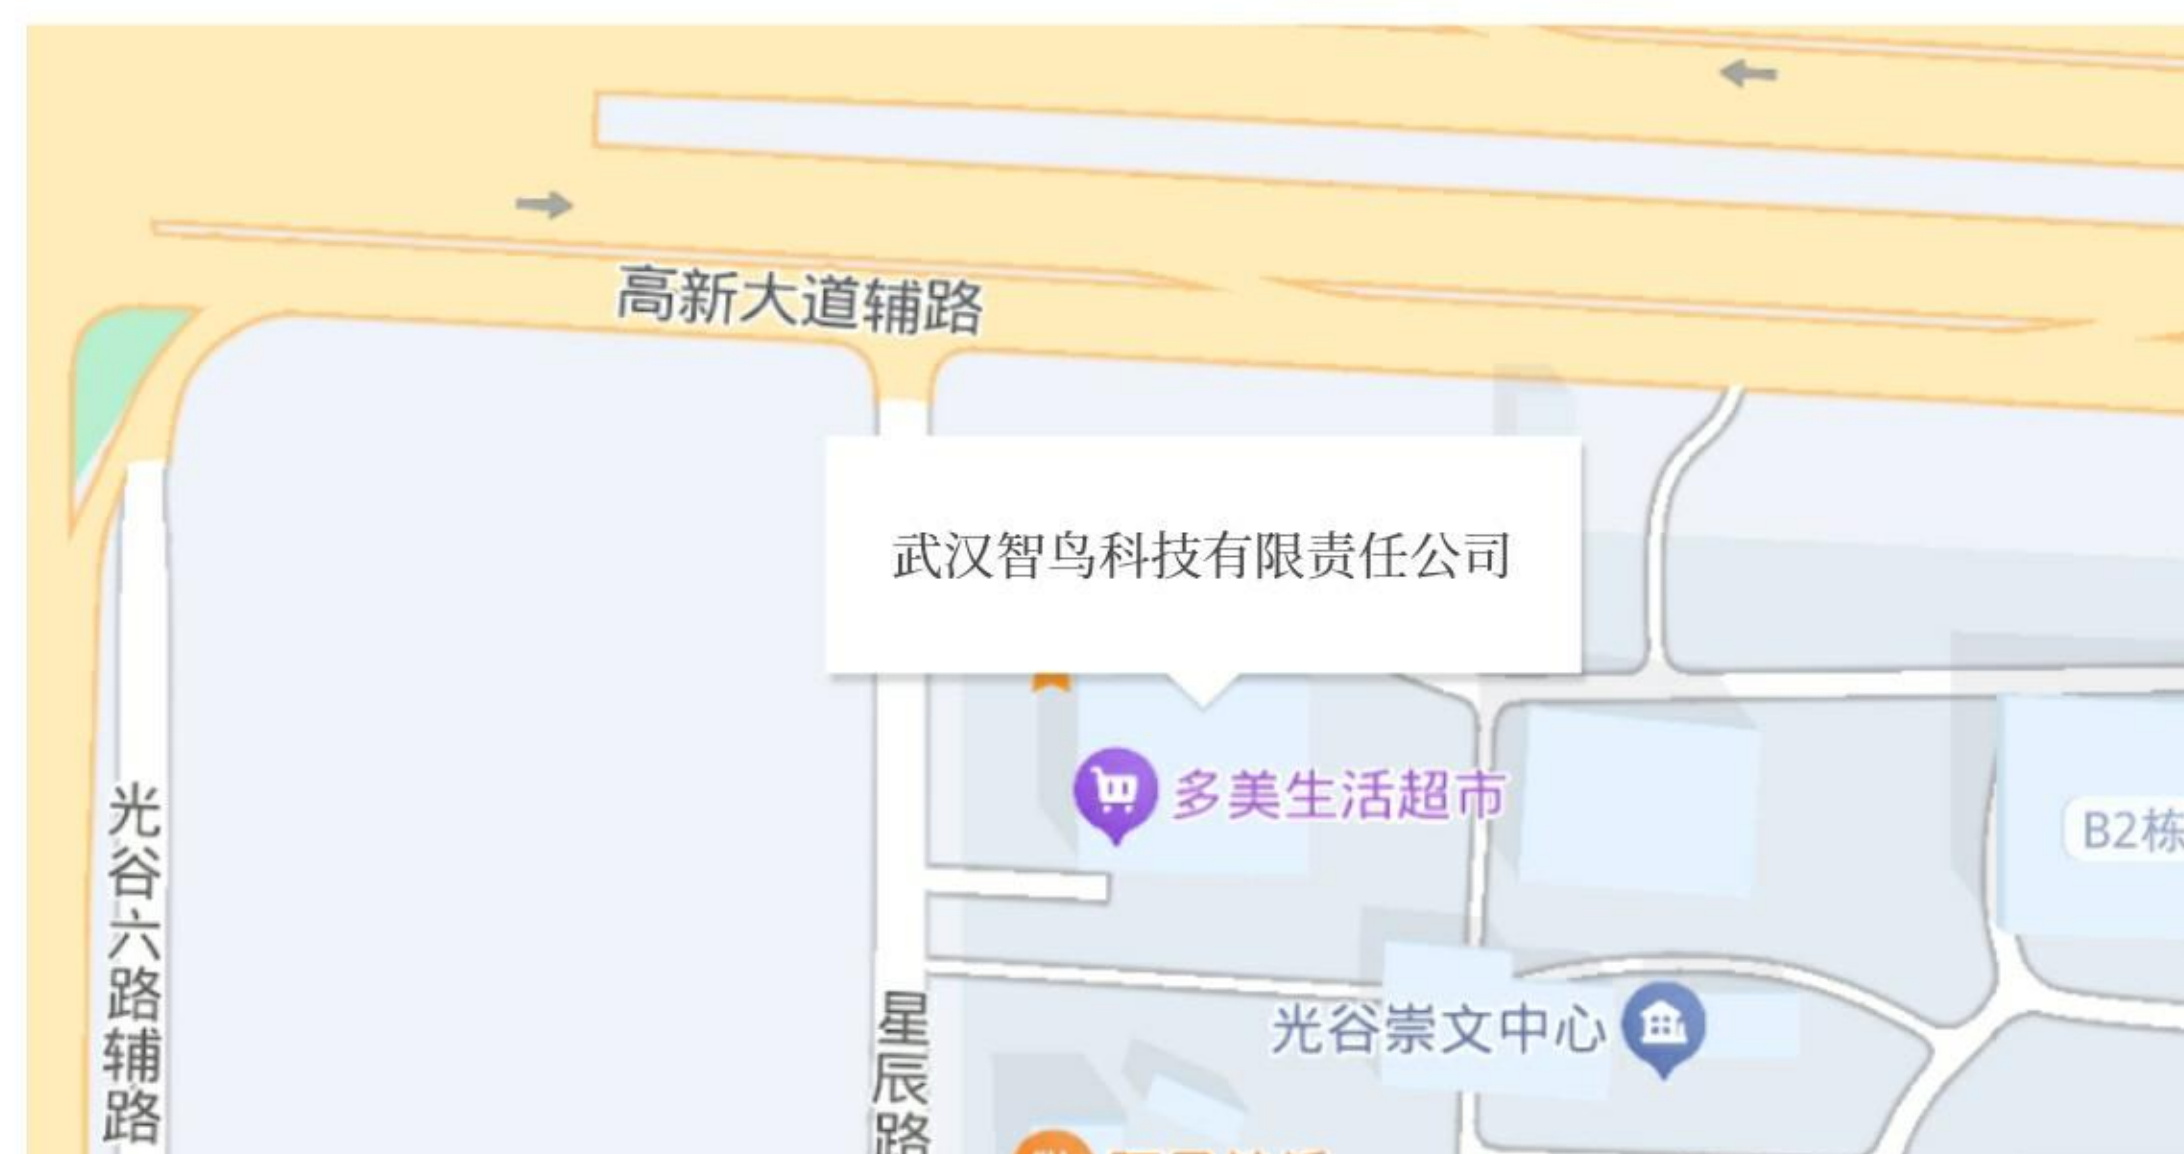 高新大道辅路
武汉智鸟科技有限责任公司
多美生活超市
B2栋
光谷六路辅路
光谷崇文中心
星辰路